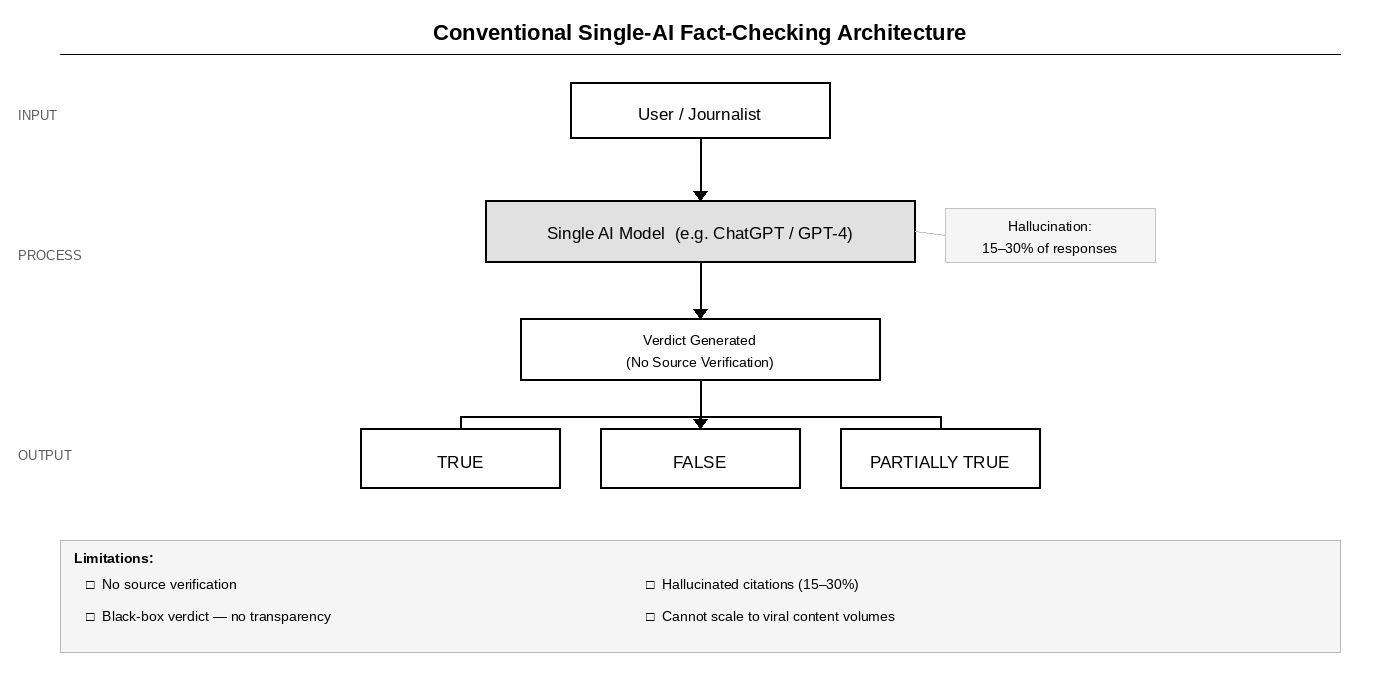 Conventional Single-AI Fact-Checking Architecture
INPUT
User / Journalist
PROCESS
Single AI Model (e.g. ChatGPT / GPT-4)
Hallucination:
15–30% of responses
Verdict Generated
(No Source Verification)
OUTPUT
TRUE
FALSE
PARTIALLY TRUE
Limitations:
□ No source verification
□ Hallucinated citations (15–30%)
□ Black-box verdict — no transparency
□ Cannot scale to viral content volumes